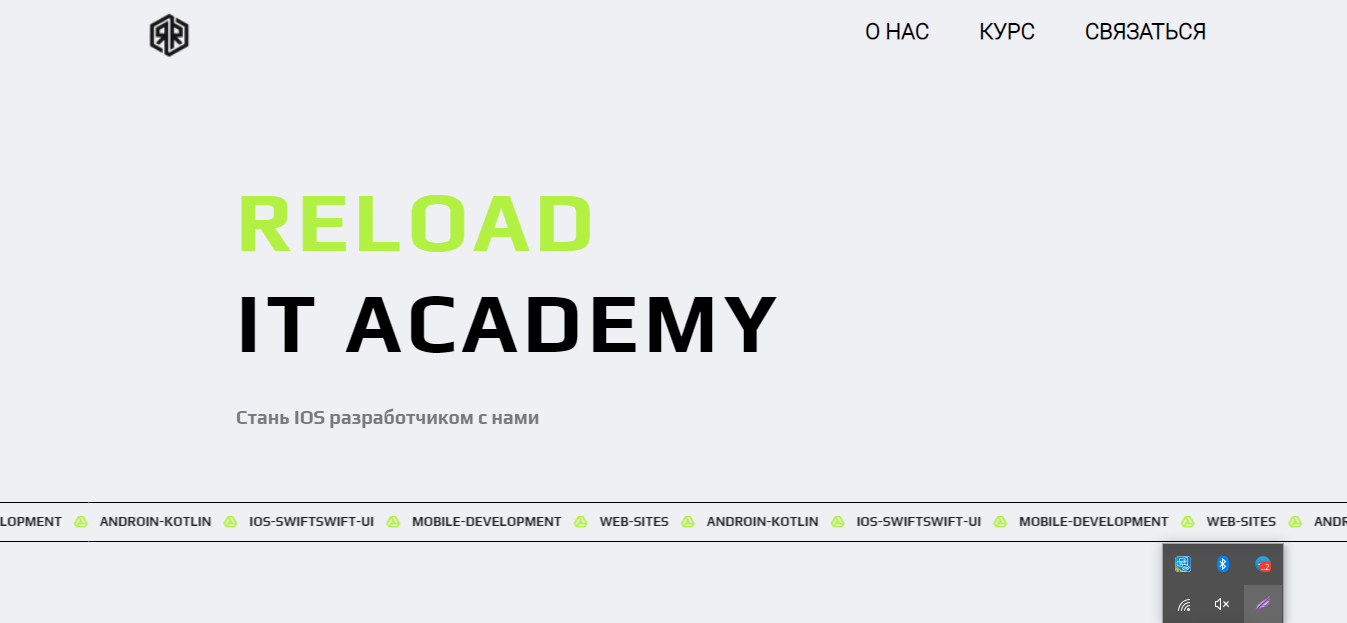 О НАС КУРС СВЯЗАТЬСЯ
RELOAD
IT ACADEMY
Стань IOS разработчиком с нами
LOPMENT ANDROIN-KOTLIN IOS-SWIFTSWIFT-UI MOBILE-DEVELOPMENT WEB-SITES ANDROIN-KOTLIN IOS-SWIFTSWIFT-UI MOBILE-DEVELOPMENT WEB-SITES ANDR